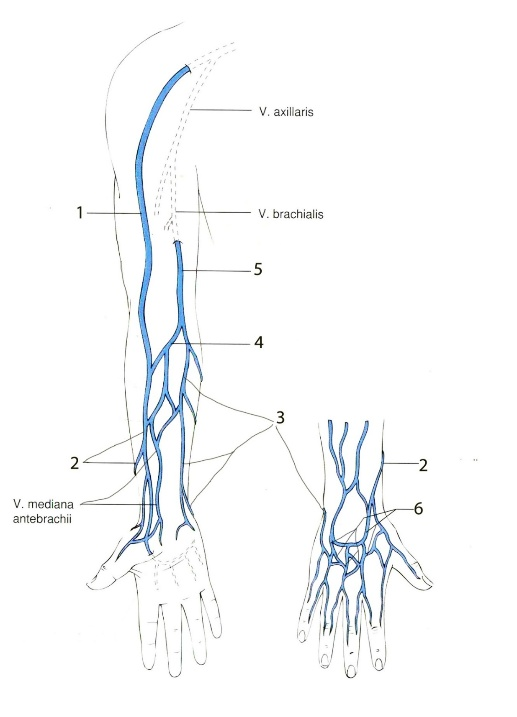 V. axillaris
1
V. brachialis
5
4
3
2
2
V. mediana
antebrachii
6